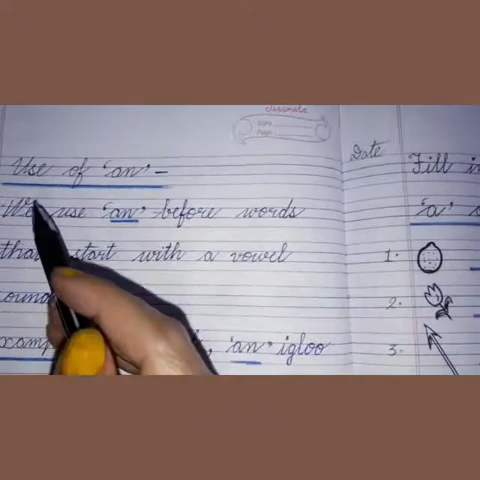 classmate
Date
Page
Use of 'an' -
We use 'an' before words
that start with a vowel
'an' igloo
Date
Fill
'a'
1.
2.
3.